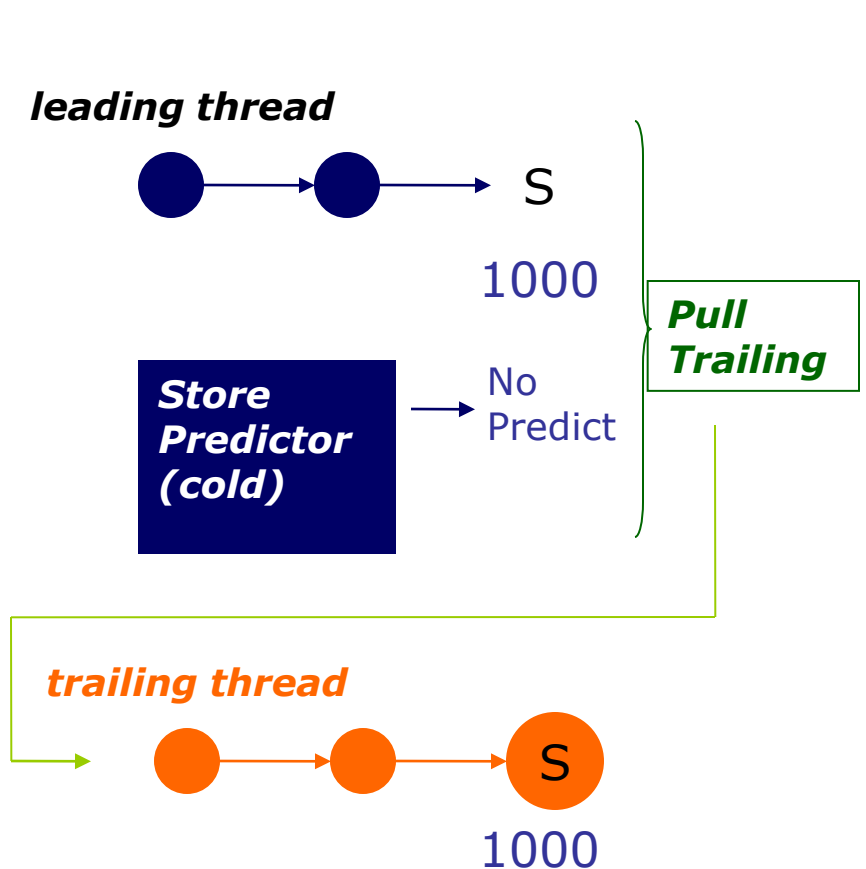 leading thread
S
1000
Pull
Trailing
Store
Predictor
(cold)
No
Predict
trailing thread
S
1000